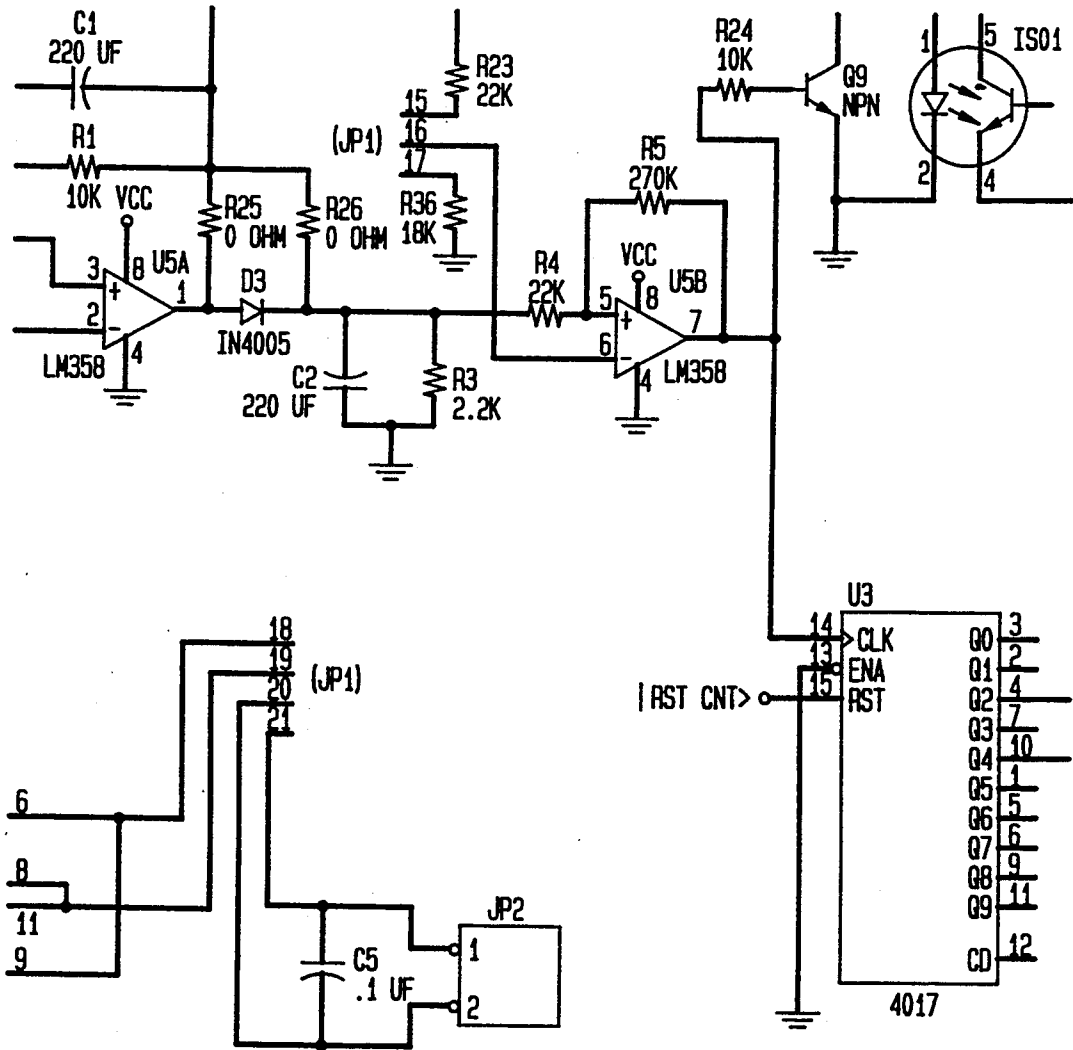 C1
220 UF
R1
10K
VCC
R25
0 OHM
R26
0 OHM
3
2
+
-
8
U5A
1
4
LM358
D3
IN4005
C2
220 UF
R3
2.2K
R23
22K
15
16
17
(JP1)
R36
18K
R4
22K
R5
270K
VCC
8
U5B
5
6
+
-
7
4
LM358
R24
10K
Q9
NPN
1
5
ISO1
2
4
18
19
20
21
(JP1)
6
8
11
9
C5
.1 UF
JP2
1
2
U3
14
CLK
13
ENA
15
RST
|RST CNT>
Q0
3
Q1
2
Q2
4
Q3
7
Q4
10
Q5
1
Q6
5
Q7
6
Q8
9
Q9
11
CD
12
4017